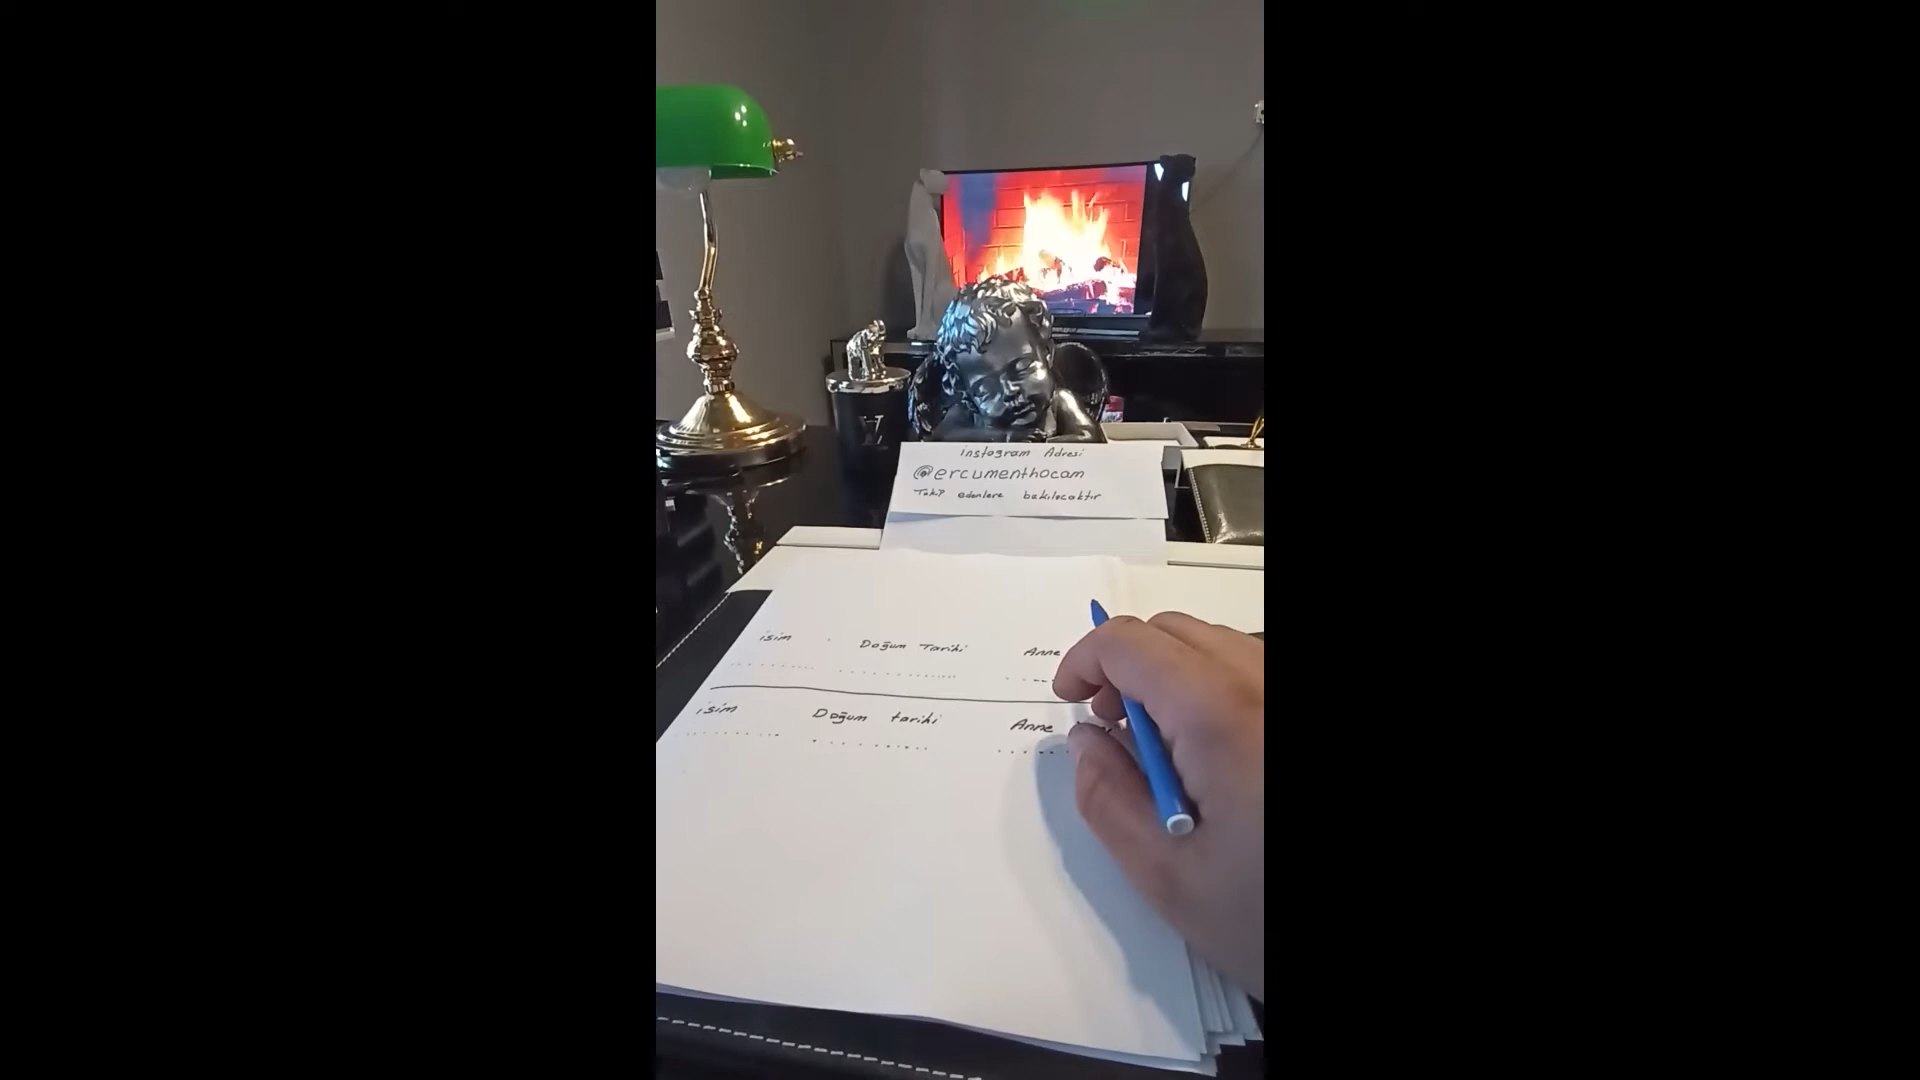 instagram Adresi
@ercumenthocam
Takip edenlere bakılacaktır
isim Doğum Tarihi Anne
isim Doğum tarihi Anne